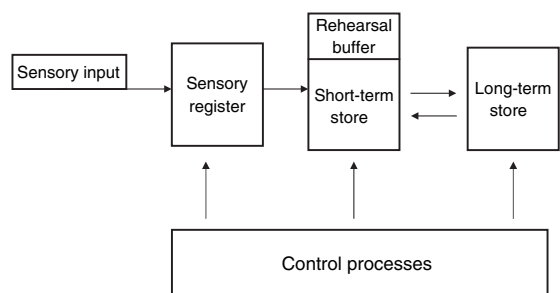 Sensory input
Sensory
register
Rehearsal
buffer
Short-term
store
Long-term
store
Control processes